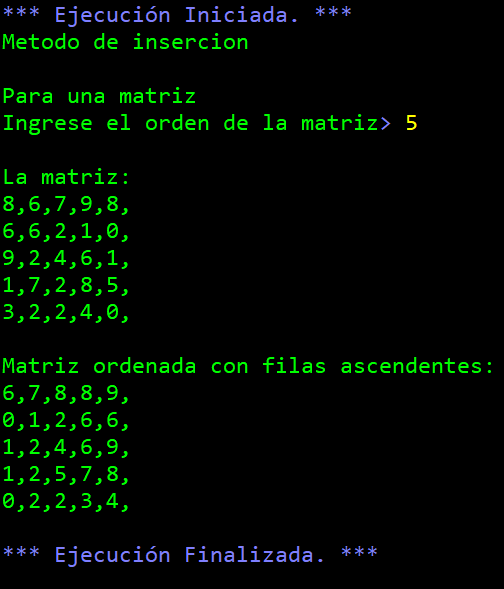 *** Ejecución Iniciada. ***
Metodo de insercion
Para una matriz
Ingrese el orden de la matriz> 5
La matriz:
8,6,7,9,8,
6,6,2,1,0,
9,2,4,6,1,
1,7,2,8,5,
3,2,2,4,0,
Matriz ordenada con filas ascendentes:
6,7,8,8,9,
0,1,2,6,6,
1,2,4,6,9,
1,2,5,7,8,
0,2,2,3,4,
*** Ejecución Finalizada. ***